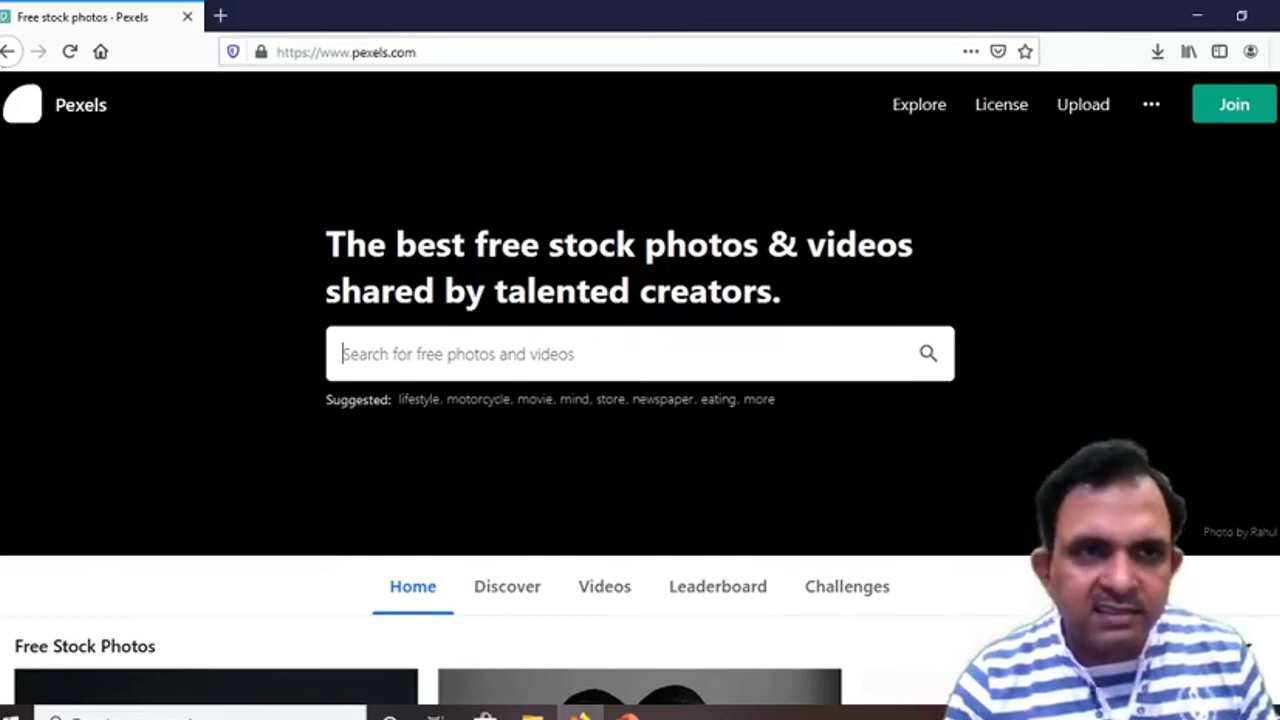 Free stock photos · Pexels
https://www.pexels.com
Pexels
Explore License Upload ••• Join
The best free stock photos & videos
shared by talented creators.
Search for free photos and videos
Suggested: lifestyle, motorcycle, movie, mind, store, newspaper, eating, more
Photo by Rahul
Home Discover Videos Leaderboard Challenges
Free Stock Photos